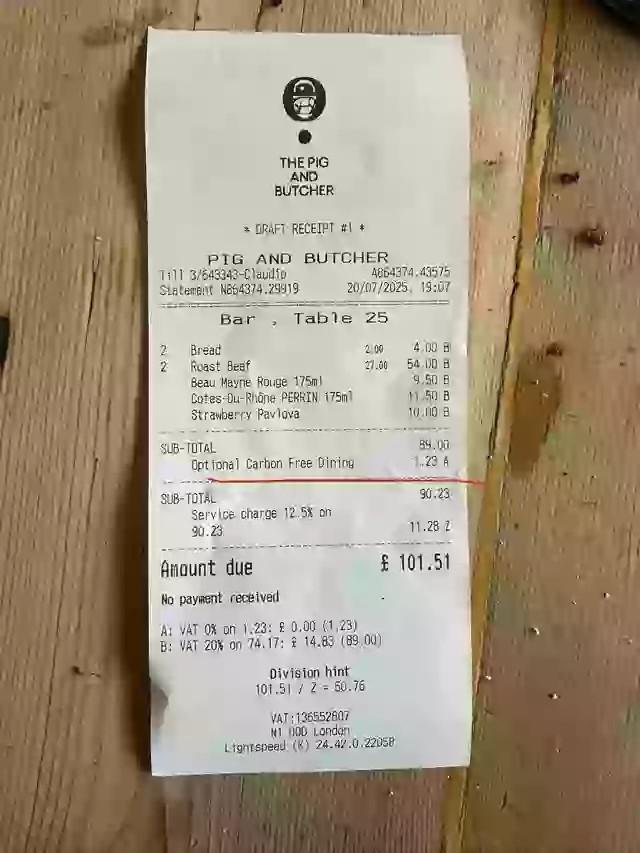 THE PIG
AND
BUTCHER
* DRAFT RECEIPT #1 *
PIG AND BUTCHER
Till 3/643343-Claudio A864374.43575
Statement N864374.29919 20/07/2025, 19:07
Bar , Table 25
2 Bread 2.00 4.00 B
2 Roast Beef 27.00 54.00 B
Beau Mayne Rouge 175ml 9.50 B
Cotes-Du-Rhône PERRIN 175ml 11.50 B
Strawberry Pavlova 10.00 B
SUB-TOTAL 89.00
Optional Carbon Free Dining 1.23 A
SUB-TOTAL 90.23
Service charge 12.5% on
90.23 11.28 Z
Amount due £ 101.51
No payment received
A: VAT 0% on 1.23: £ 0.00 (1.23)
B: VAT 20% on 74.17: £ 14.83 (89.00)
Division hint
101.51 / 2 = 50.76
VAT:136552807
N1 0DD London
Lightspeed (K) 24.42.0.22058